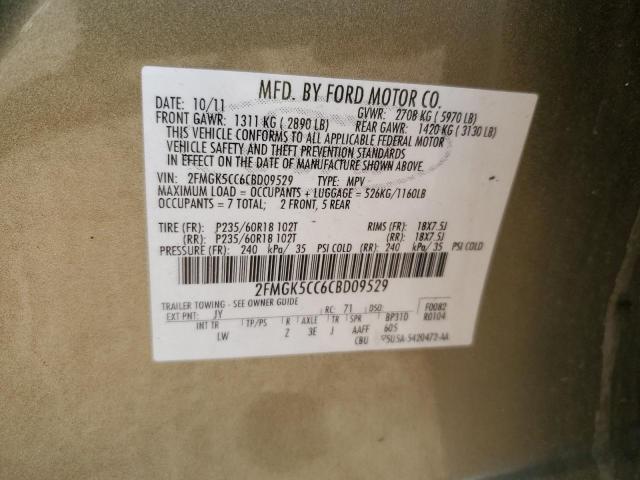 MFD. BY FORD MOTOR CO.
DATE: 10/11 GVWR: 2708 KG ( 5970 LB)
FRONT GAWR: 1311 KG ( 2890 LB) REAR GAWR: 1420 KG ( 3130 LB)
THIS VEHICLE CONFORMS TO ALL APPLICABLE FEDERAL MOTOR
VEHICLE SAFETY AND THEFT PREVENTION STANDARDS
IN EFFECT ON THE DATE OF MANUFACTURE SHOWN ABOVE.
VIN: 2FMGK5CC6CBD09529 TYPE: MPV
MAXIMUM LOAD = OCCUPANTS + LUGGAGE = 526KG/1160LB
OCCUPANTS = 7 TOTAL: 2 FRONT, 5 REAR
TIRE (FR): P235/60R18 102T RIMS (FR): 18X7.5J
(RR): P235/60R18 102T (RR): 18X7.5J
PRESSURE (FR): 240 kPa/ 35 PSI COLD (RR): 240 kPa/ 35 PSI COLD
2FMGK5CC6CBD09529
TRAILER TOWING - SEE OWNER GUIDE
EXT PNT: JY RC: 71 DSO: F0082
INT TR TP/PS R AXLE TR SPR BP31D R0104
LW 2 3E J AAFF 605
CBU 5USA-5420472-AA